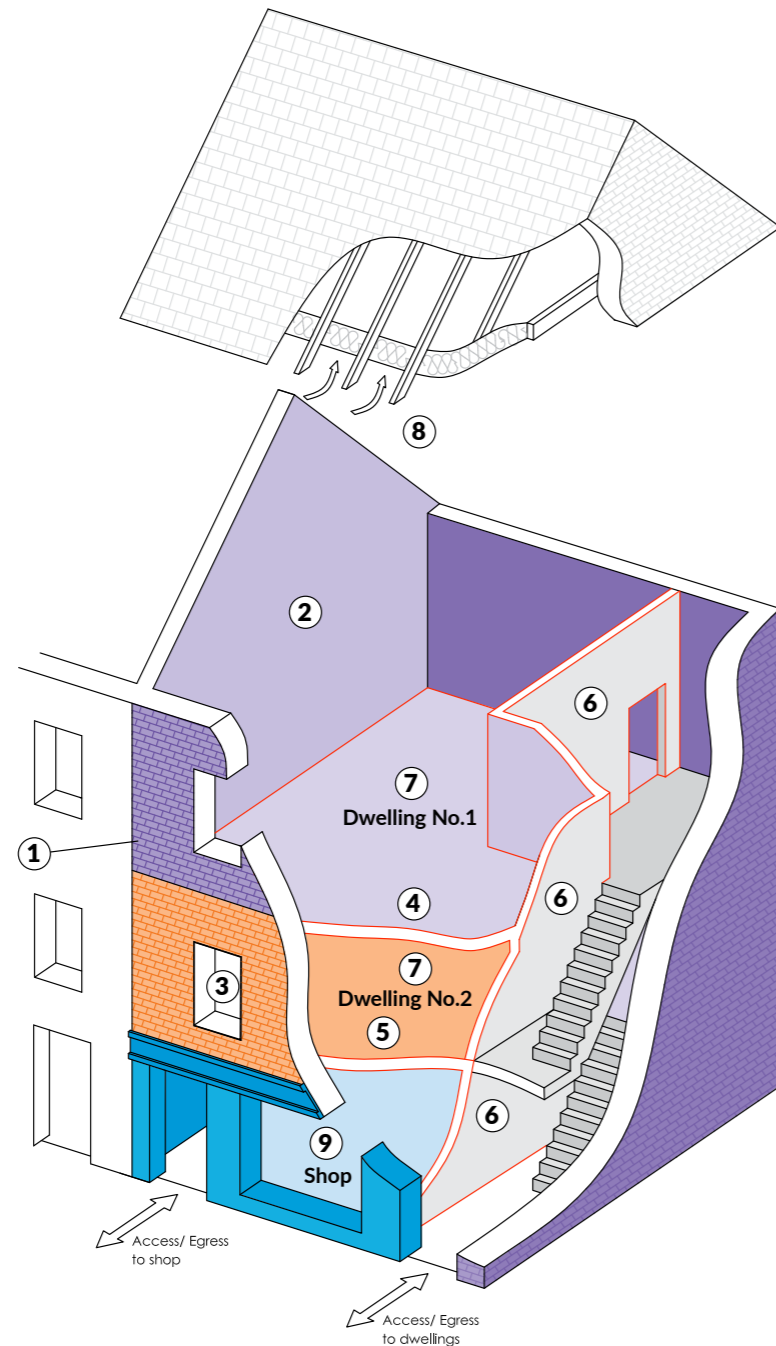 8
2
6
7
Dwelling No.1
1
4
6
7
Dwelling No.2
3
5
6
9
Shop
Access/ Egress
to shop
Access/ Egress
to dwellings